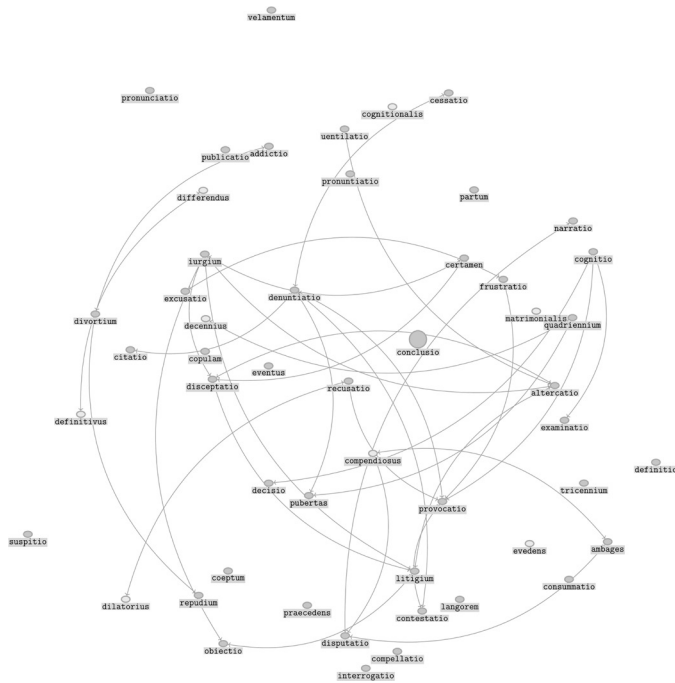 velamentum
pronunciatio
cessatio
cognitionalis
uentilatio
publicatio
addictio
pronuntiatio
differendus
partum
narratio
iurgium
certamen
cognitio
frustratio
excusatio
denuntiatio
divortium
decennius
matrimonialis
quadriennium
citatio
copulam
conclusio
eventus
disceptatio
recusatio
altercatio
definitivus
examinatio
compendiosus
definitio
decisio
tricennium
pubertas
provocatio
suspitio
evedens
ambages
coeptum
litigium
consummatio
dilatorius
repudium
praecedens
langorem
contestatio
obiectio
disputatio
compellatio
interrogatio